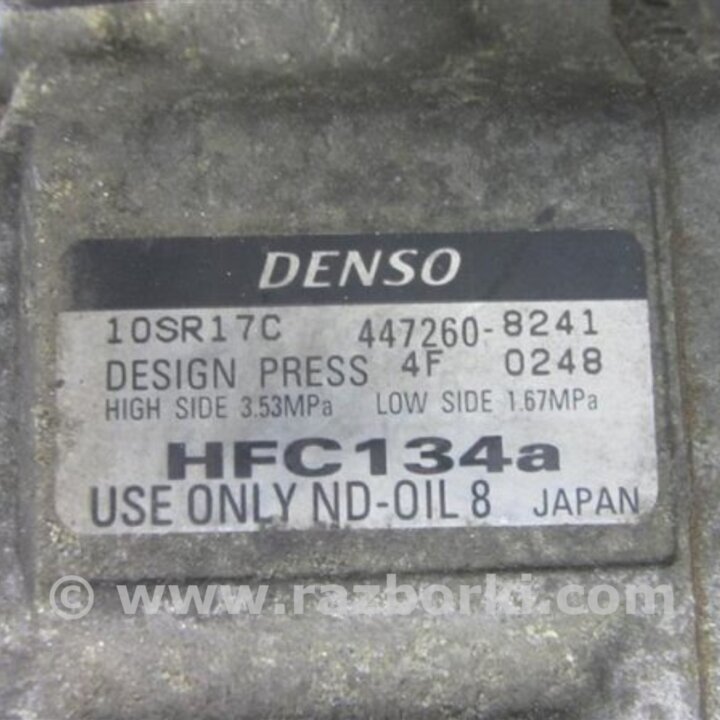 DENSO
10SR17C 447260-8241
DESIGN PRESS 4F 0248
HIGH SIDE 3.53MPa LOW SIDE 1.67MPa
HFC134a
USE ONLY ND-OIL 8 JAPAN
© www.razborki.com